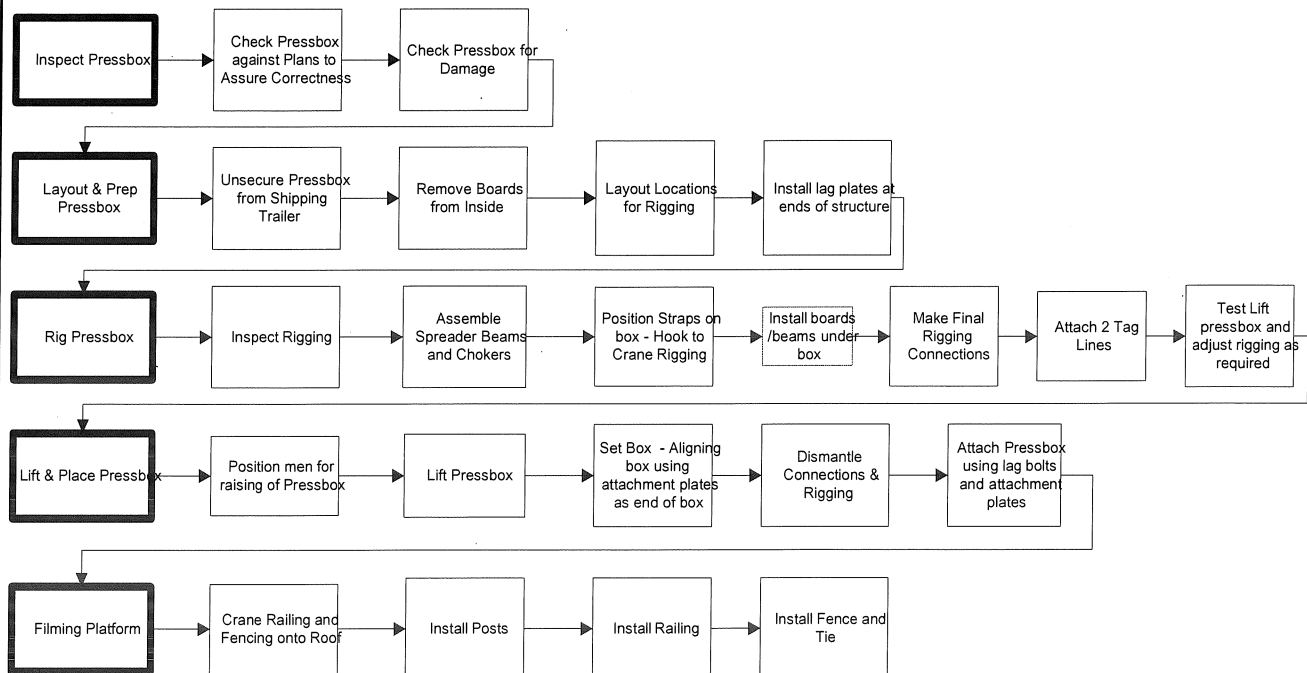 Inspect Pressbox
Check Pressbox
against Plans to
Assure Correctness
Check Pressbox for
Damage
Layout & Prep
Pressbox
Unsecure Pressbox
from Shipping
Trailer
Remove Boards
from Inside
Layout Locations
for Rigging
Install lag plates at
ends of structure
Rig Pressbox
Inspect Rigging
Assemble
Spreader Beams
and Chokers
Position Straps on
box - Hook to
Crane Rigging
Install boards
/beams under
box
Make Final
Rigging
Connections
Attach 2 Tag
Lines
Test Lift
pressbox and
adjust rigging as
required
Lift & Place Pressbox
Position men for
raising of Pressbox
Lift Pressbox
Set Box - Aligning
box using
attachment plates
as end of box
Dismantle
Connections &
Rigging
Attach Pressbox
using lag bolts
and attachment
plates
Filming Platform
Crane Railing and
Fencing onto Roof
Install Posts
Install Railing
Install Fence and
Tie